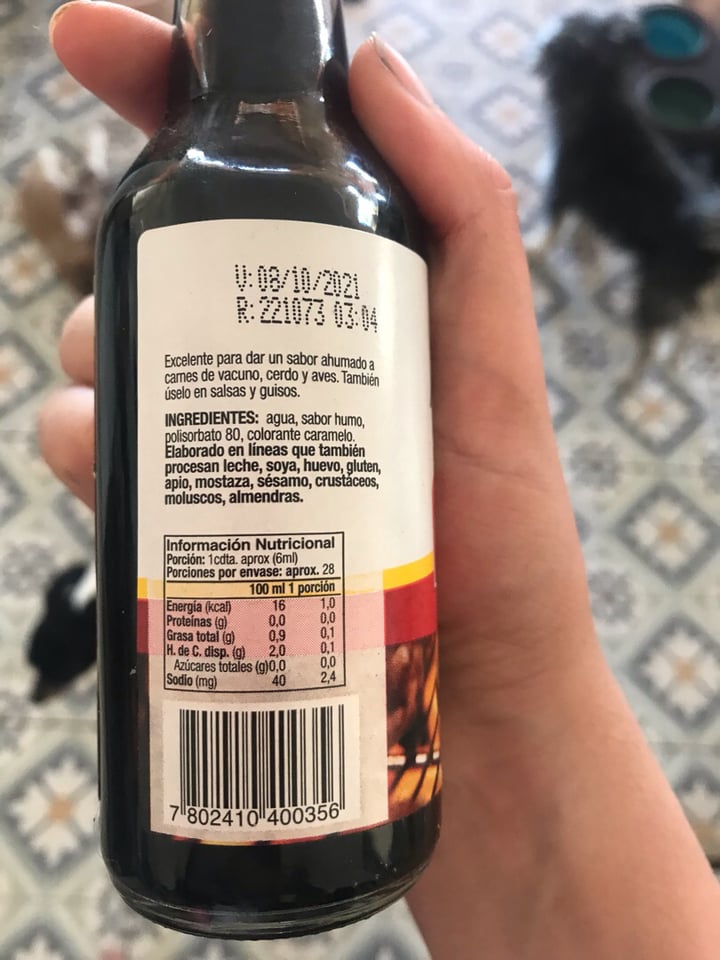 V: 08/10/2021
R: 221073 03:04
Excelente para dar un sabor ahumado a
carnes de vacuno, cerdo y aves. También
úselo en salsas y guisos.
INGREDIENTES: agua, sabor humo,
polisorbato 80, colorante caramelo.
Elaborado en líneas que también
procesan leche, soya, huevo, gluten,
apio, mostaza, sésamo, crustáceos,
moluscos, almendras.
Información Nutricional
Porción: 1cdta. aprox (6ml)
Porciones por envase: aprox. 28
100 ml 1 porción
Energía (kcal) 16 1,0
Proteínas (g) 0,0 0,0
Grasa total (g) 0,9 0,1
H. de C. disp. (g) 2,0 0,1
Azúcares totales (g) 0,0 0,0
Sodio (mg) 40 2,4
7 802410 400356